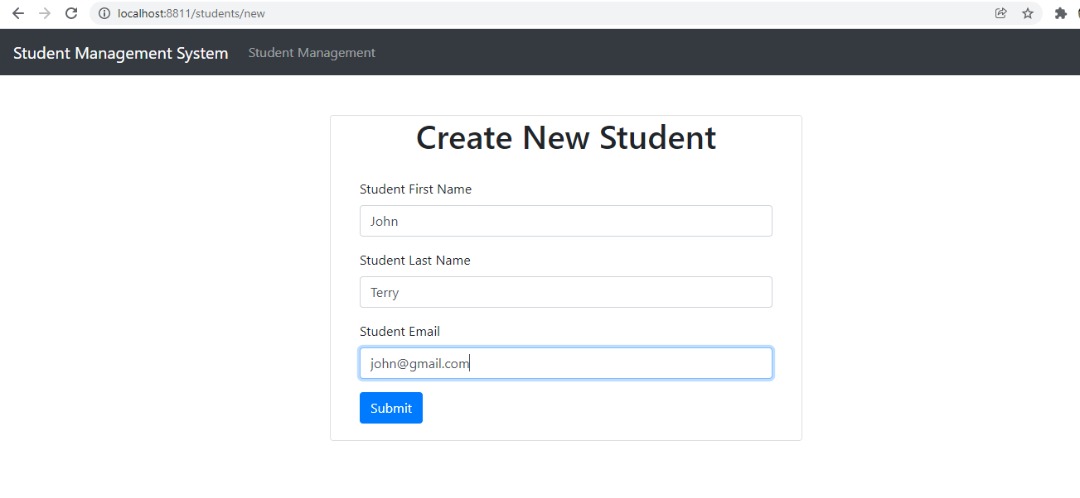 localhost:8811/students/new
Student Management System Student Management
Create New Student
Student First Name
John
Student Last Name
Terry
Student Email
john@gmail.com
Submit